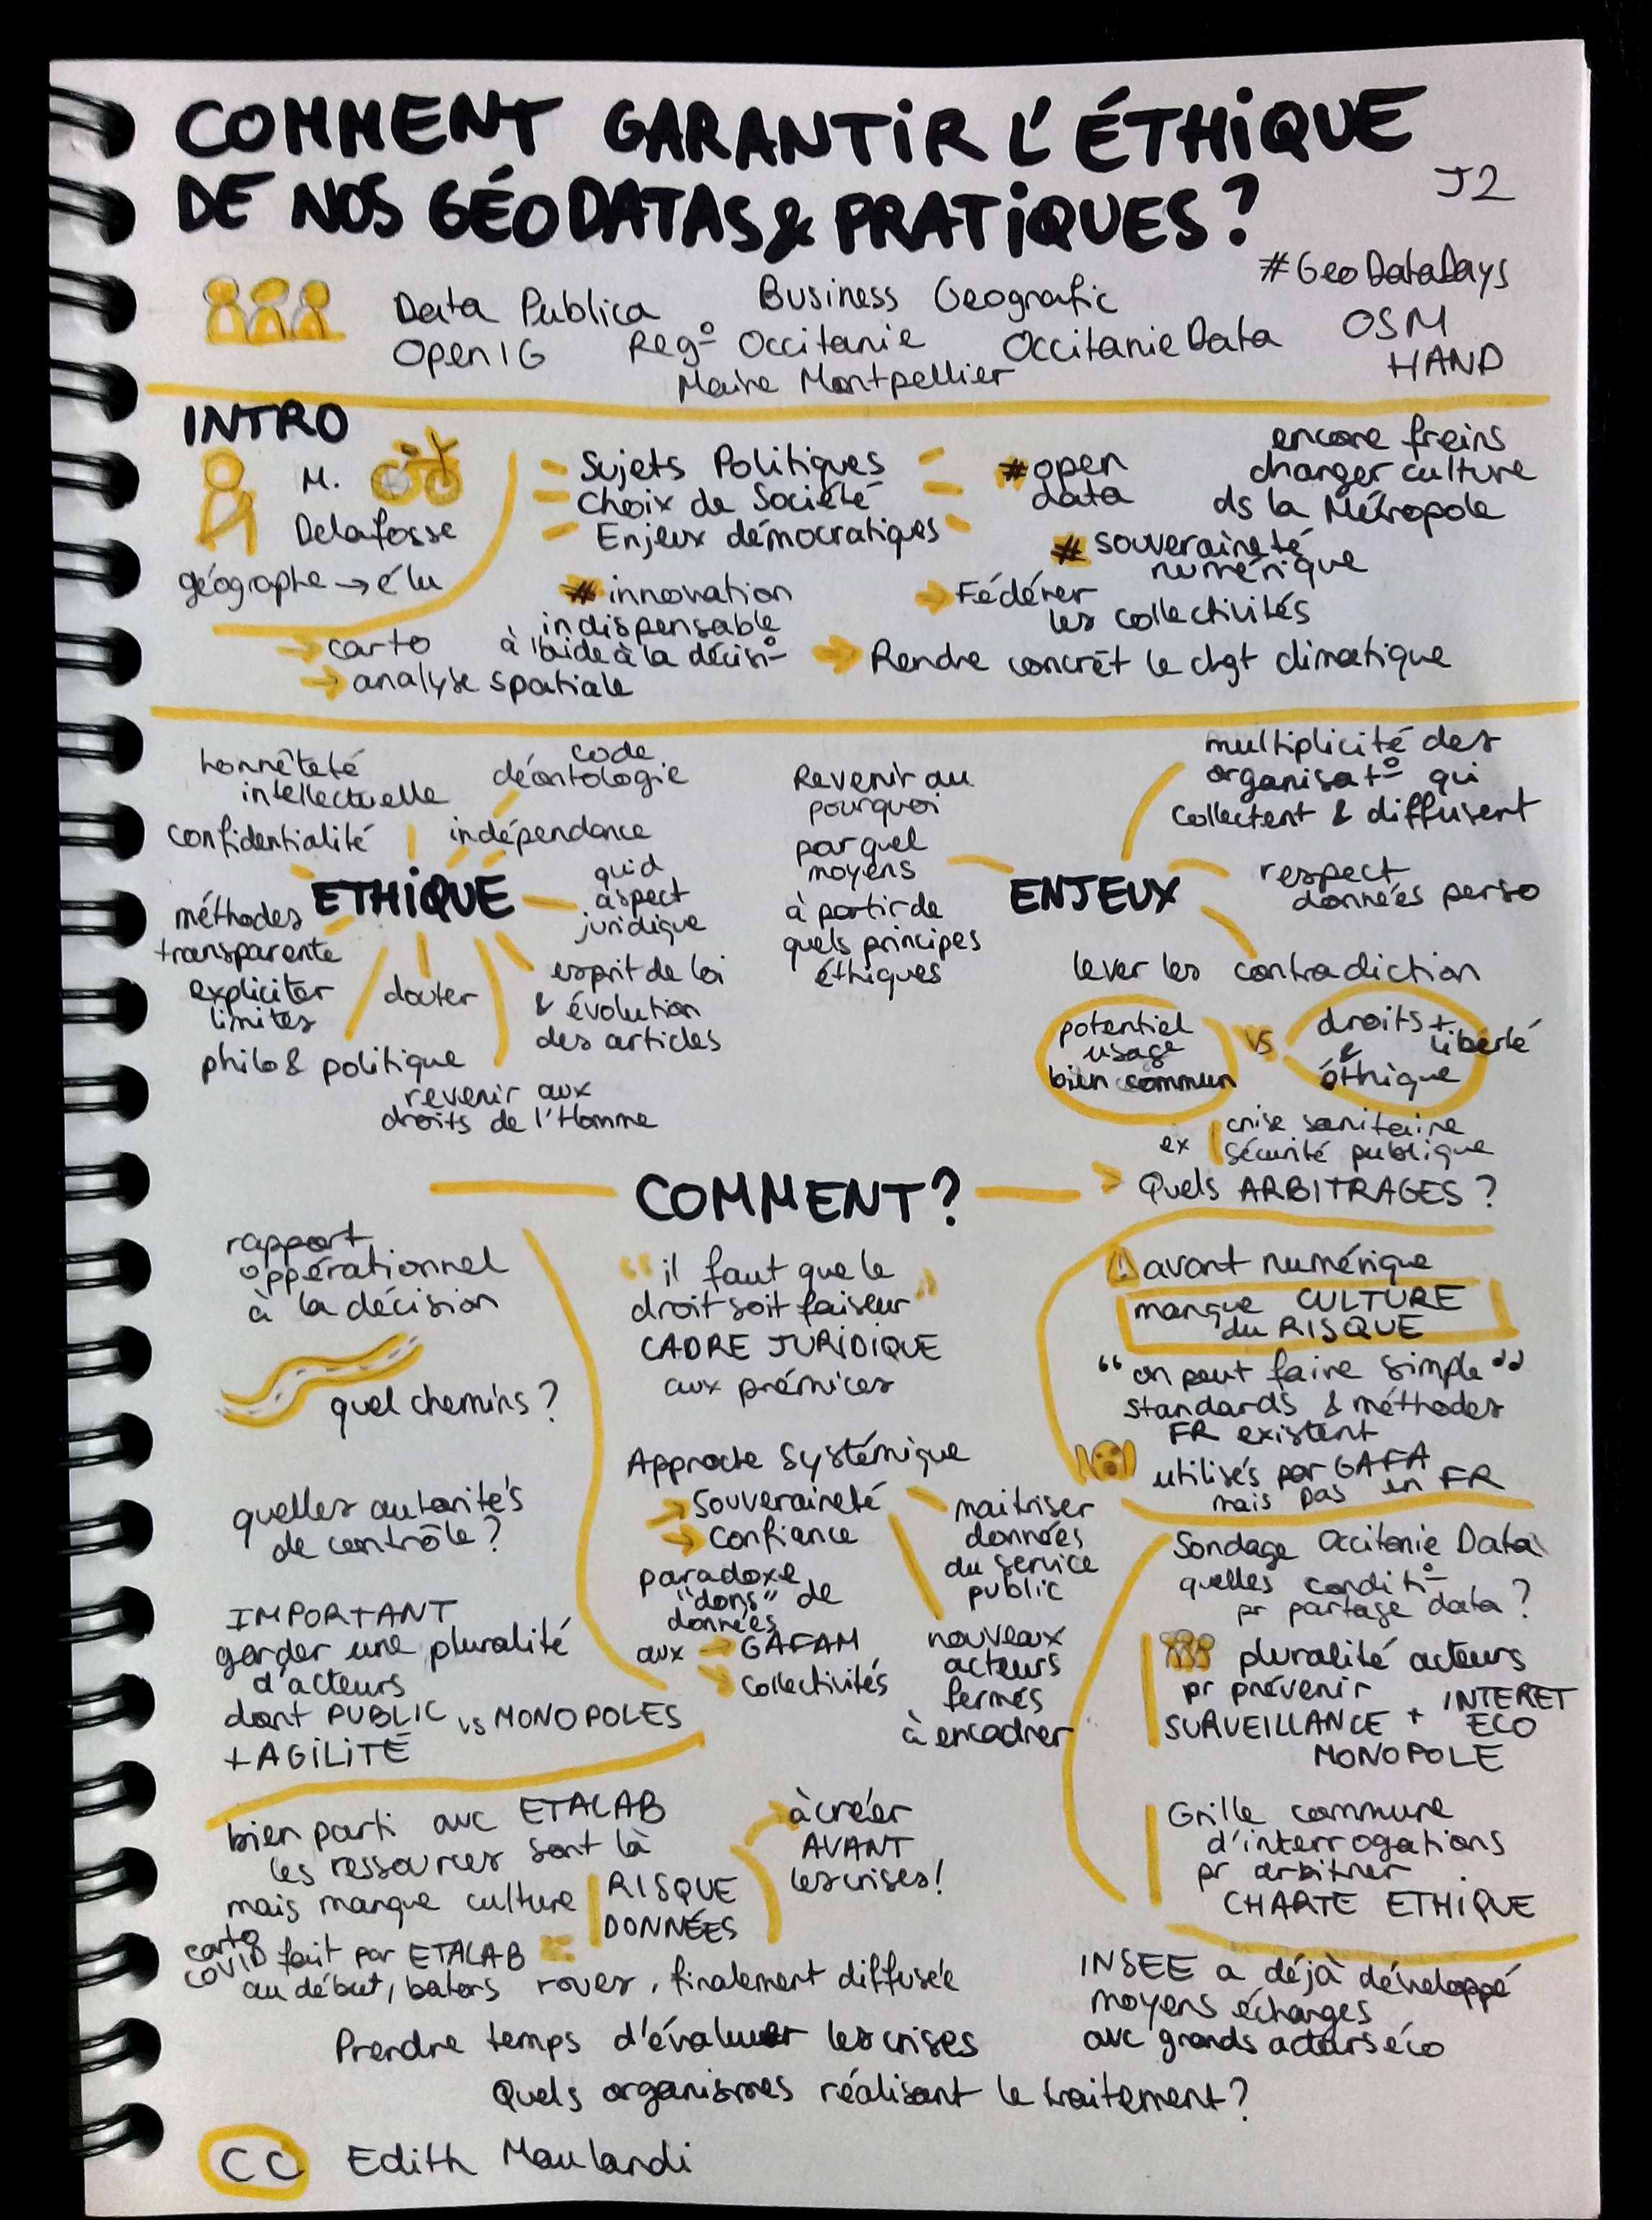 COMMENT GARANTIR L'ÉTHIQUE
DE NOS GÉODATAS & PRATIQUES ?
J2
#GeoDataDays
Data Publica
Business Geografic
OpenIG
Reg° Occitanie
Occitanie Data
OSM
HAND
Maire Montpellier
INTRO
M.
Delafosse
géographe → élu
→ carto
→ analyse spatiale
Sujets Politiques
Choix de Société
Enjeux démocratiques
# innovation
indispensable
à l'aide à la décisi°
# open
data
encore freins
changer culture
ds la Métropole
# souveraineté
numérique
→ Fédérer
les collectivités
→ Rendre concrèt le chgt climatique
honnêteté
intellectuelle
code
déontologie
confidentialité
indépendance
ETHIQUE
quid
aspect
juridique
méthodes
transparente
expliciter
limites
douter
esprit de loi
& évolution
des articles
philo & politique
revenir aux
droits de l'Homme
Revenir au
pourquoi
par quel
moyens
à partir de
quels principes
éthiques
ENJEUX
multiplicité des
organisat° qui
collectent & diffusent
respect
données perso
lever les contradiction
potentiel
usage
bien commun
VS
droits +
liberté
&
éthique
ex
crise sanitaire
sécurité publique
→ Quels ARBITRAGES ?
COMMENT ?
rapport
oppérationnel
à la décision
quel chemins ?
quelles autorités
de contrôle ?
IMPORTANT
garder une pluralité
d'acteurs
dont PUBLIC vs MONOPOLES
+ AGILITÉ
" il faut que le
droit soit faiseur "
CADRE JURIDIQUE
aux prémices
Approche Systémique
→ Souveraineté
→ Confiance
paradoxe
"dons" de
données
aux → GAFAM
→ Collectivités
maitriser
données
du service
public
nouveaux
acteurs
fermés
à encadrer
⚠ avant numérique
manque CULTURE
du RISQUE
" on peut faire simple "
standards & méthodes
FR existent
utilisés par GAFA
mais pas en FR
Sondage Occitanie Data
quelles condit°
pr partage data ?
pluralité acteurs
pr prévenir
SURVEILLANCE + INTERET
ECO
MONOPOLE
Grille commune
d'interrogations
pr arbitrer
CHARTE ETHIQUE
bien parti avc ETALAB
les ressources sont là
mais manque culture
RISQUE
DONNÉES
à créer
AVANT
les crises !
carto
COVID fait par ETALAB
au début, batons roues, finalement diffusée
INSEE a déjà développé
moyens échanges
avc grands acteurs éco
Prendre temps d'évaluer les crises
Quels organismes réalisant le traitement ?
CC Edith Maulandi